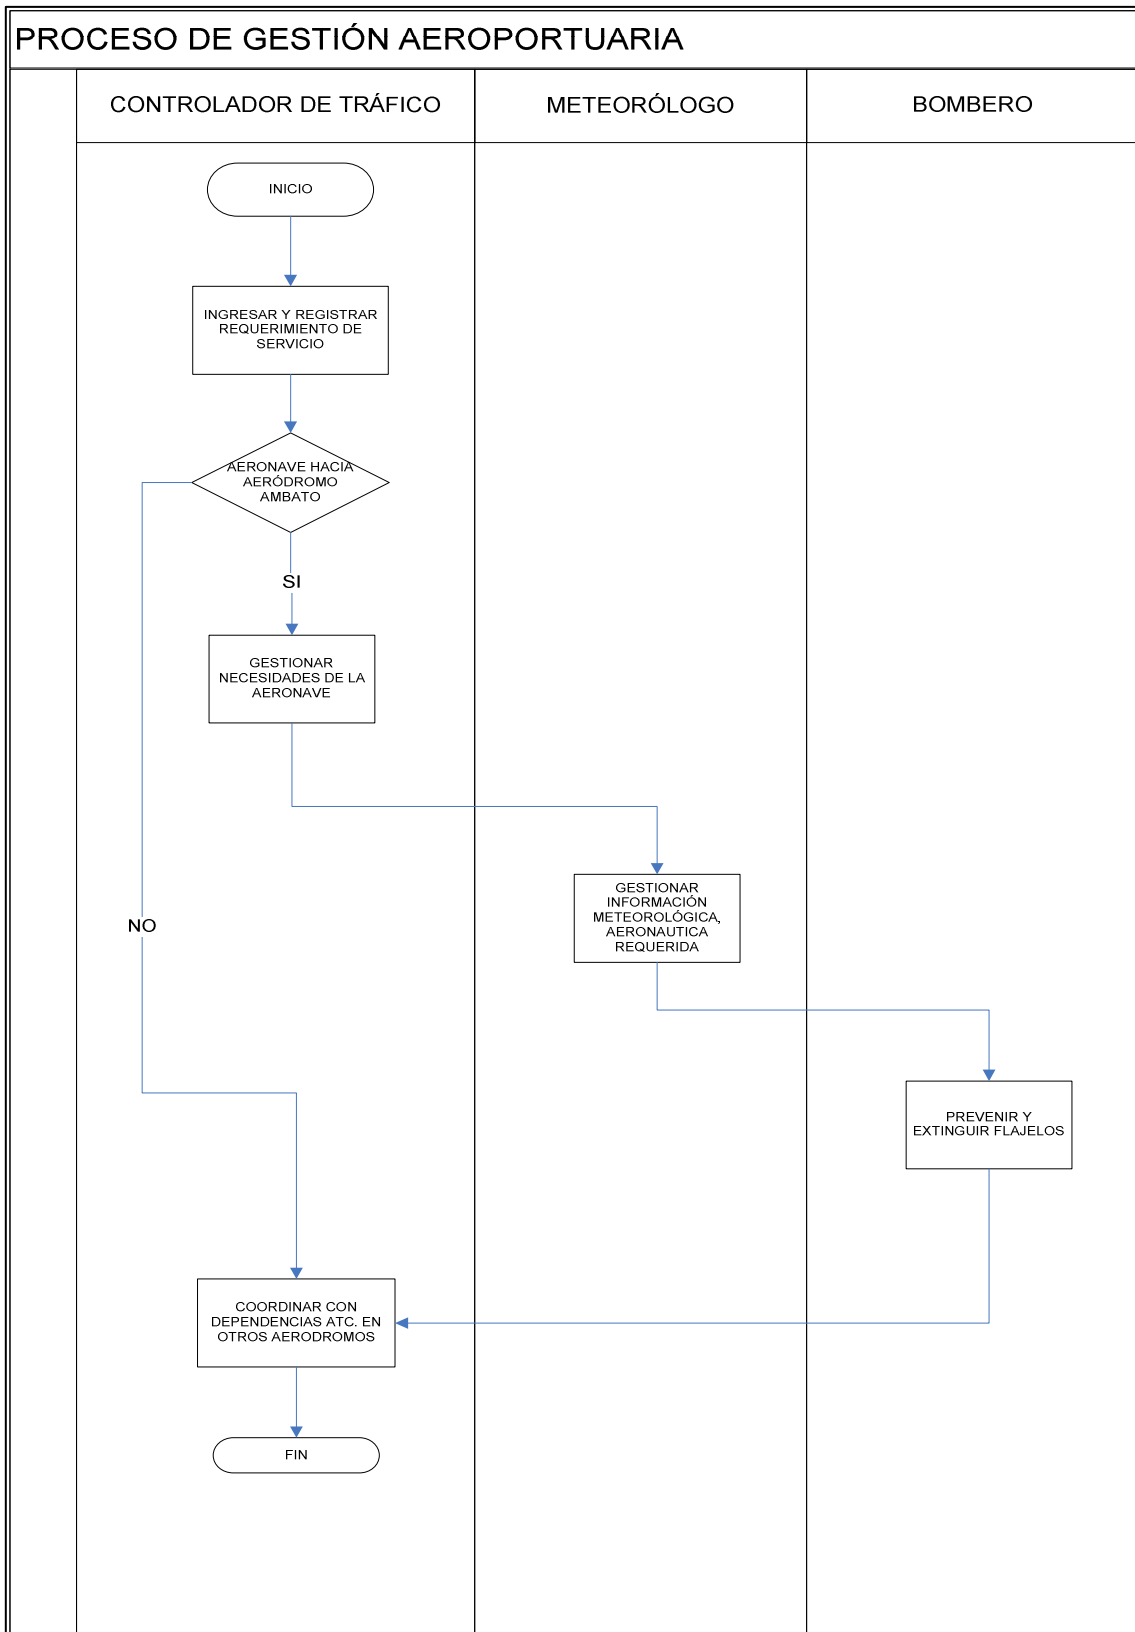 PROCESO DE GESTIÓN AEROPORTUARIA
CONTROLADOR DE TRÁFICO
METEORÓLOGO
BOMBERO
INICIO
INGRESAR Y REGISTRAR
REQUERIMIENTO DE
SERVICIO
AERONAVE HACIA
AERÓDROMO
AMBATO
SI
GESTIONAR
NECESIDADES DE LA
AERONAVE
GESTIONAR
INFORMACIÓN
METEOROLÓGICA,
AERONAUTICA
REQUERIDA
NO
PREVENIR Y
EXTINGUIR FLAJELOS
COORDINAR CON
DEPENDENCIAS ATC. EN
OTROS AERODROMOS
FIN